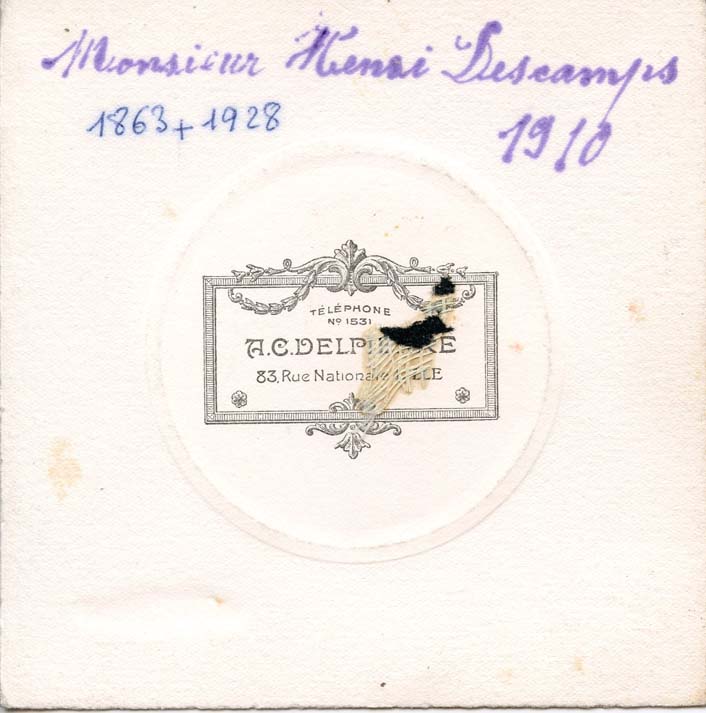 Monsieur Henri Descamps
1863 + 1928
1910
TÉLÉPHONE
Nº 1531
A.C.
83, Rue Nationale